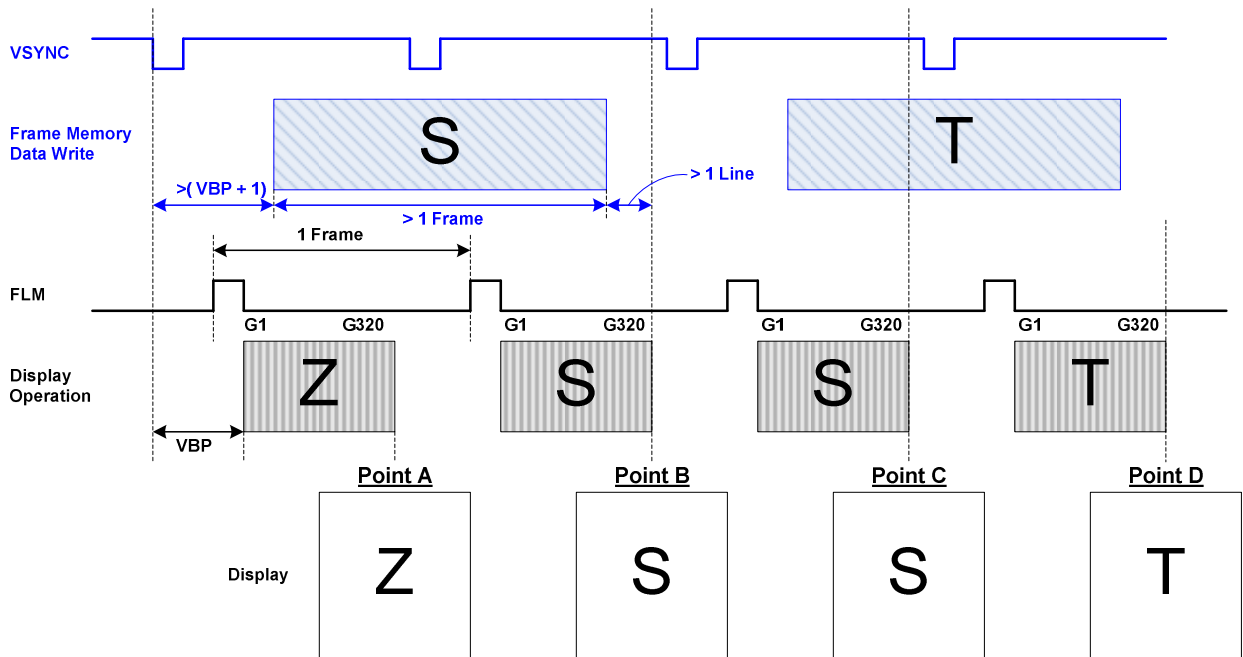 VSYNC
Frame Memory
Data Write
S
T
>( VBP + 1)
> 1 Frame
> 1 Line
1 Frame
FLM
G1
G320
G1
G320
G1
G320
G1
G320
Display
Operation
Z
S
S
T
VBP
Point A
Point B
Point C
Point D
Display
Z
S
S
T